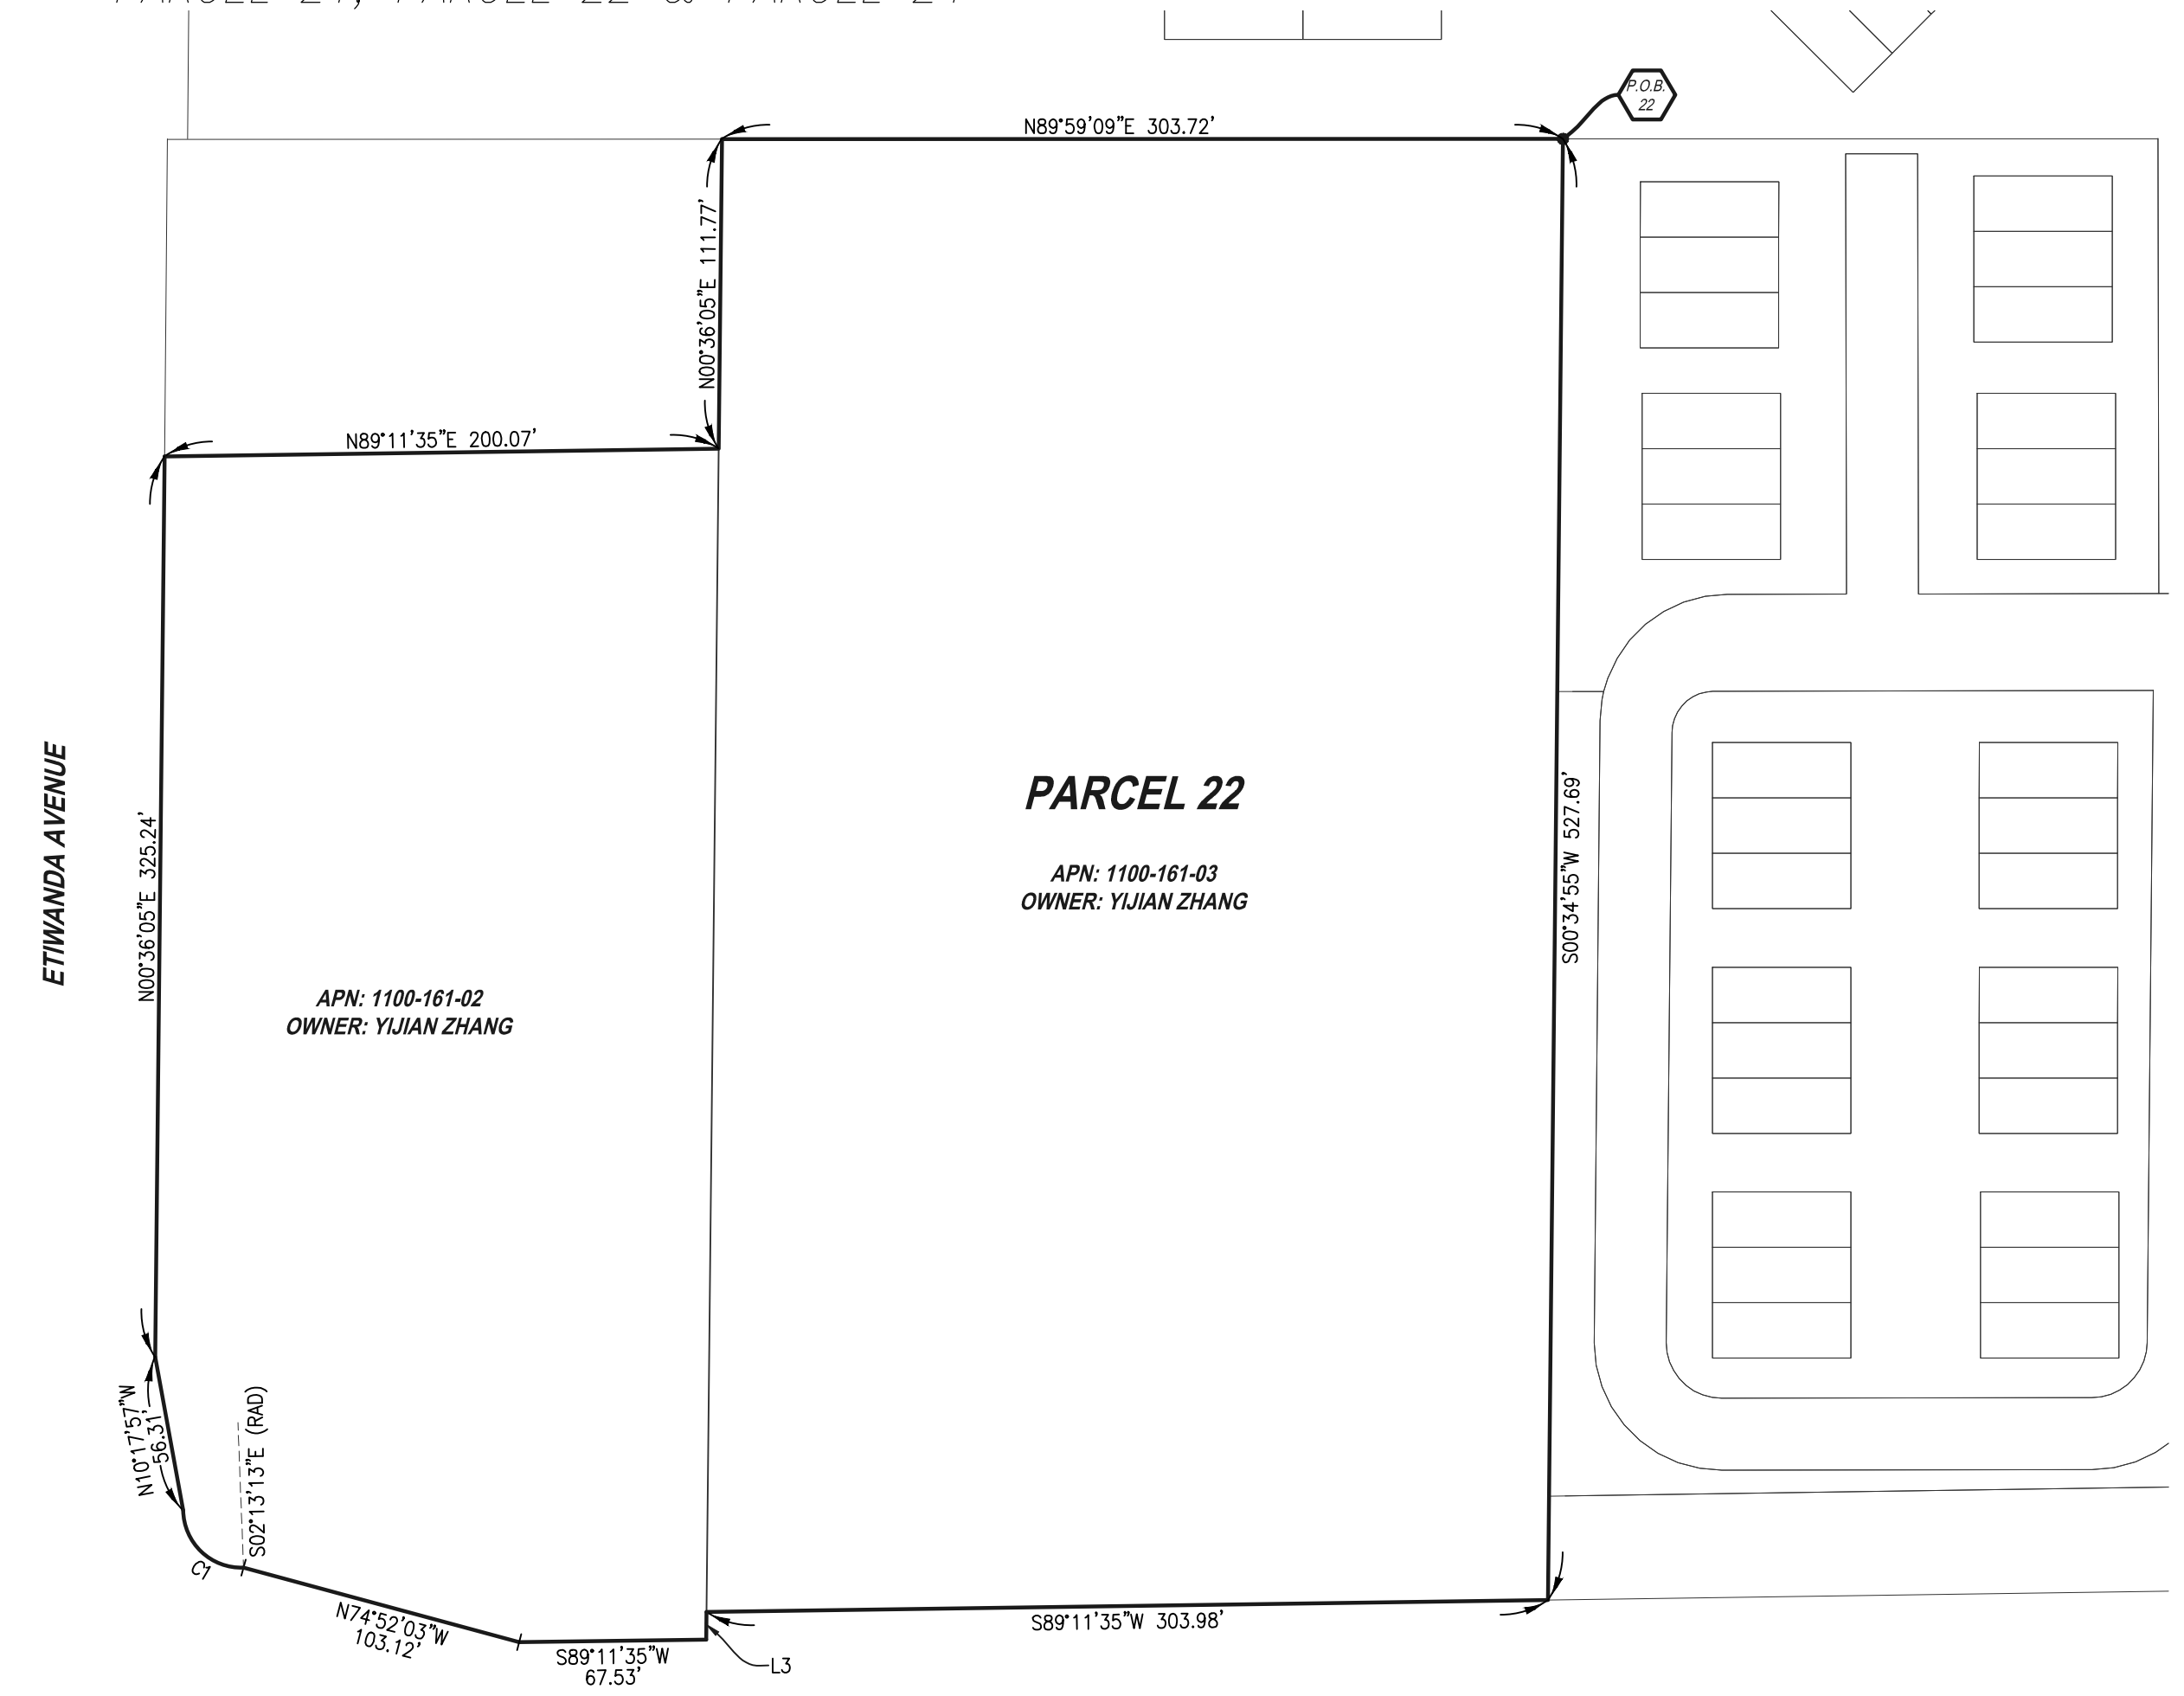 P.O.B.
22
N89°59'09"E 303.72'
N00°36'05"E 111.77'
N89°11'35"E 200.07'
PARCEL 22
APN: 1100-161-03
OWNER: YIJIAN ZHANG
S00°34'55"W 527.69'
ETIWANDA AVENUE
N00°36'05"E 325.24'
APN: 1100-161-02
OWNER: YIJIAN ZHANG
N10°17'57"W
56.31'
S02°13'13"E (RAD)
C1
N74°52'03"W
103.12'
S89°11'35"W
67.53'
L3
S89°11'35"W 303.98'